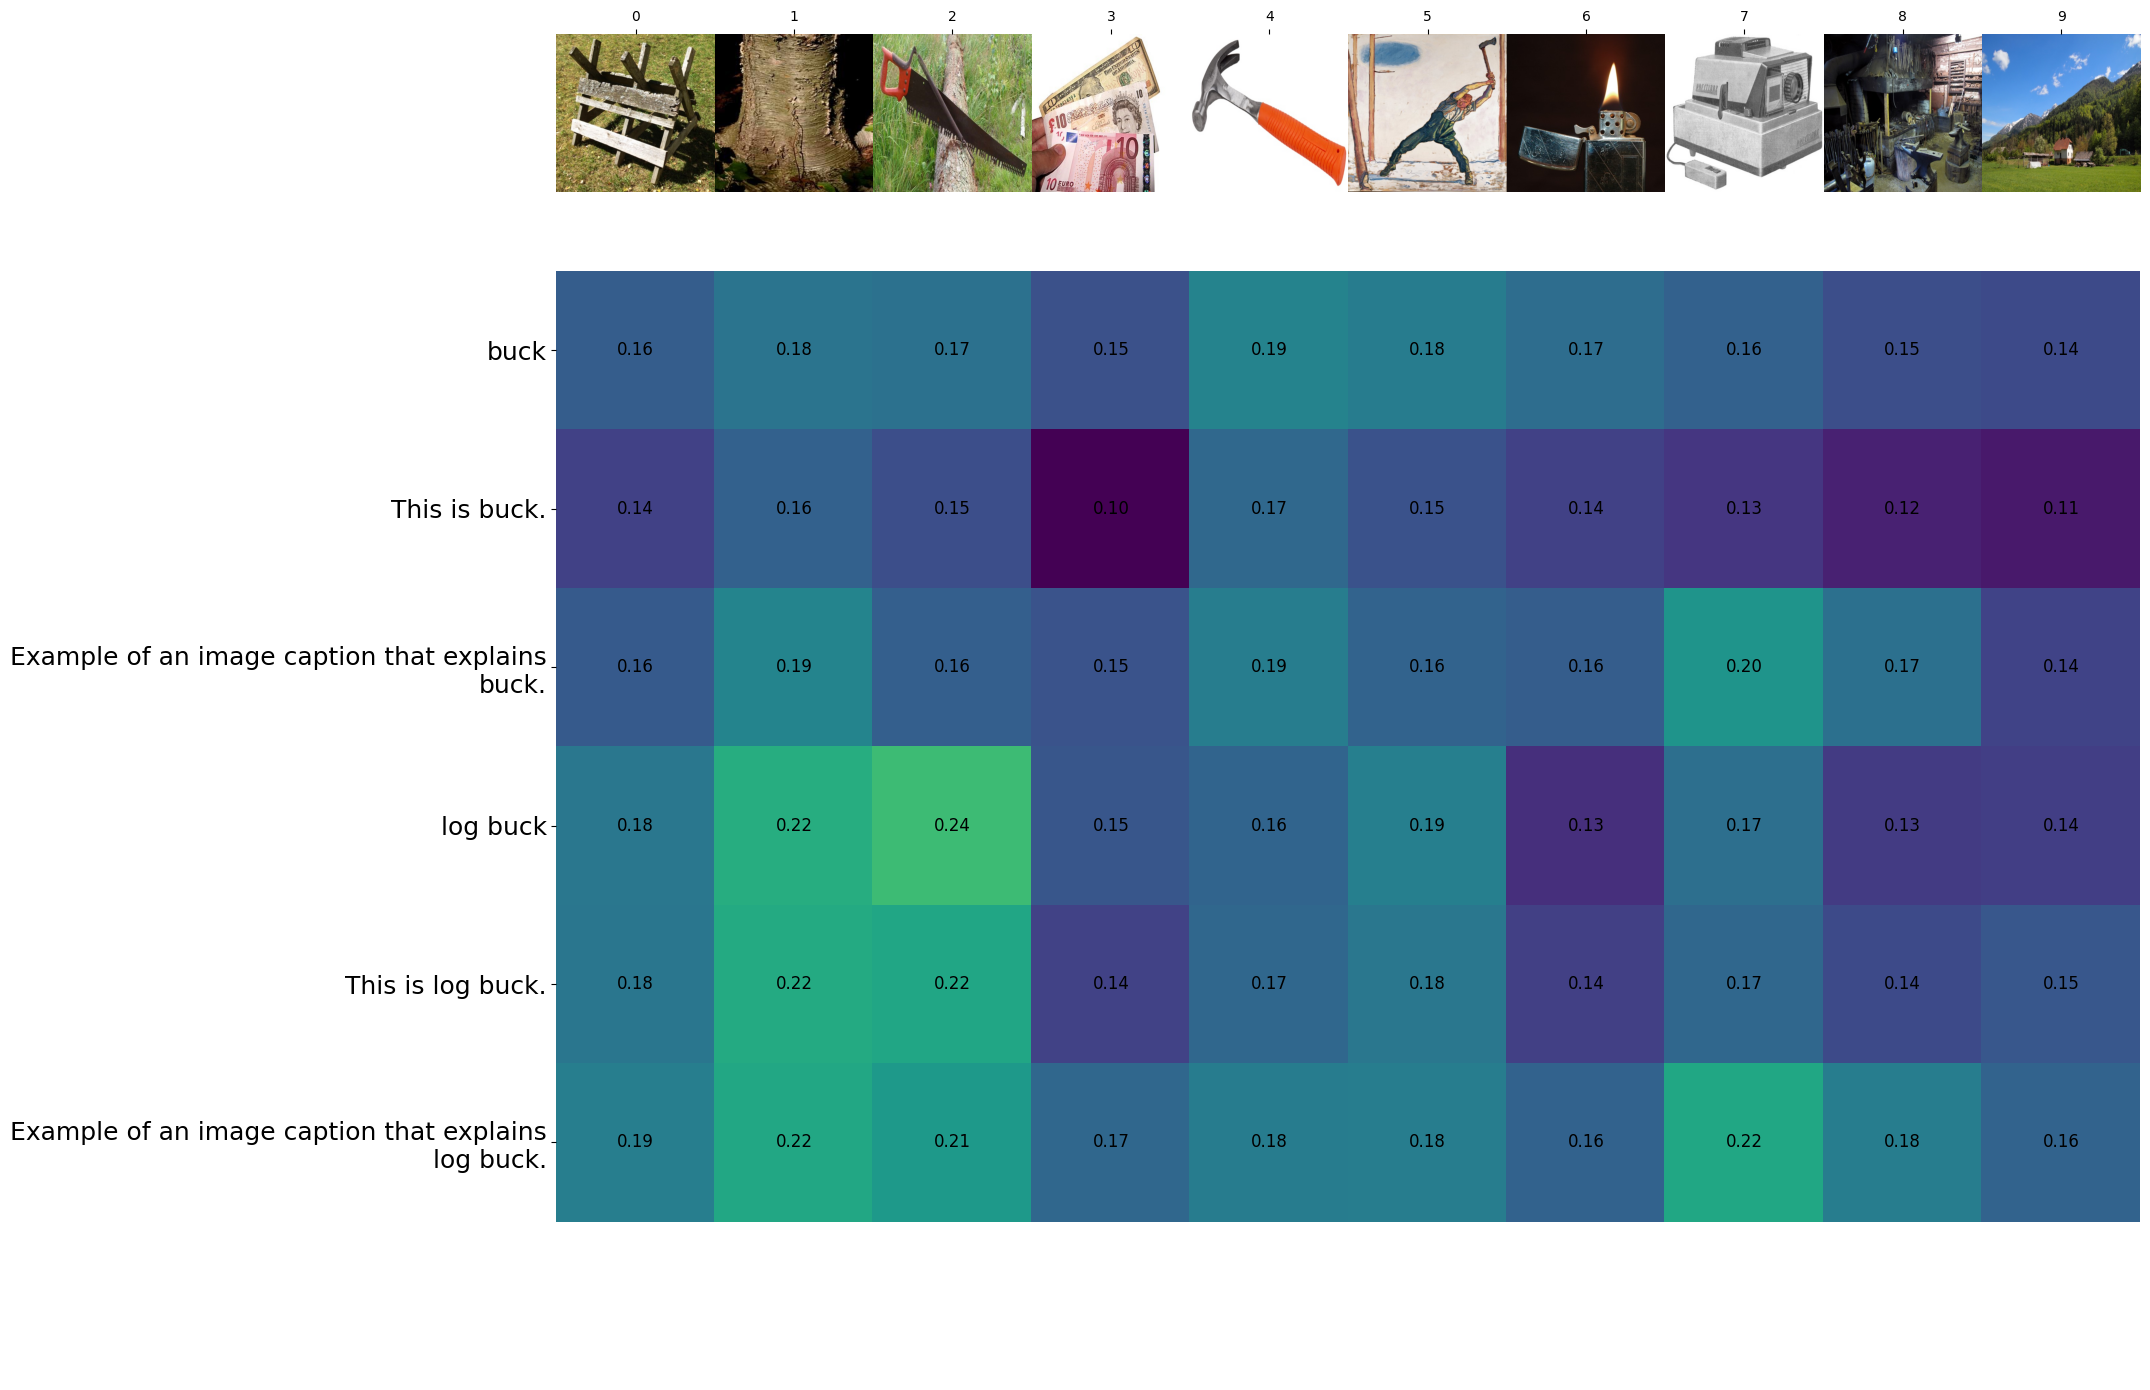 0 1 2 3 4 5 6 7 8 9
buck 0.16 0.18 0.17 0.15 0.19 0.18 0.17 0.16 0.15 0.14
This is buck. 0.14 0.16 0.15 0.10 0.17 0.15 0.14 0.13 0.12 0.11
Example of an image caption that explains
buck. 0.16 0.19 0.16 0.15 0.19 0.16 0.16 0.20 0.17 0.14
log buck 0.18 0.22 0.24 0.15 0.16 0.19 0.13 0.17 0.13 0.14
This is log buck. 0.18 0.22 0.22 0.14 0.17 0.18 0.14 0.17 0.14 0.15
Example of an image caption that explains
log buck. 0.19 0.22 0.21 0.17 0.18 0.18 0.16 0.22 0.18 0.16